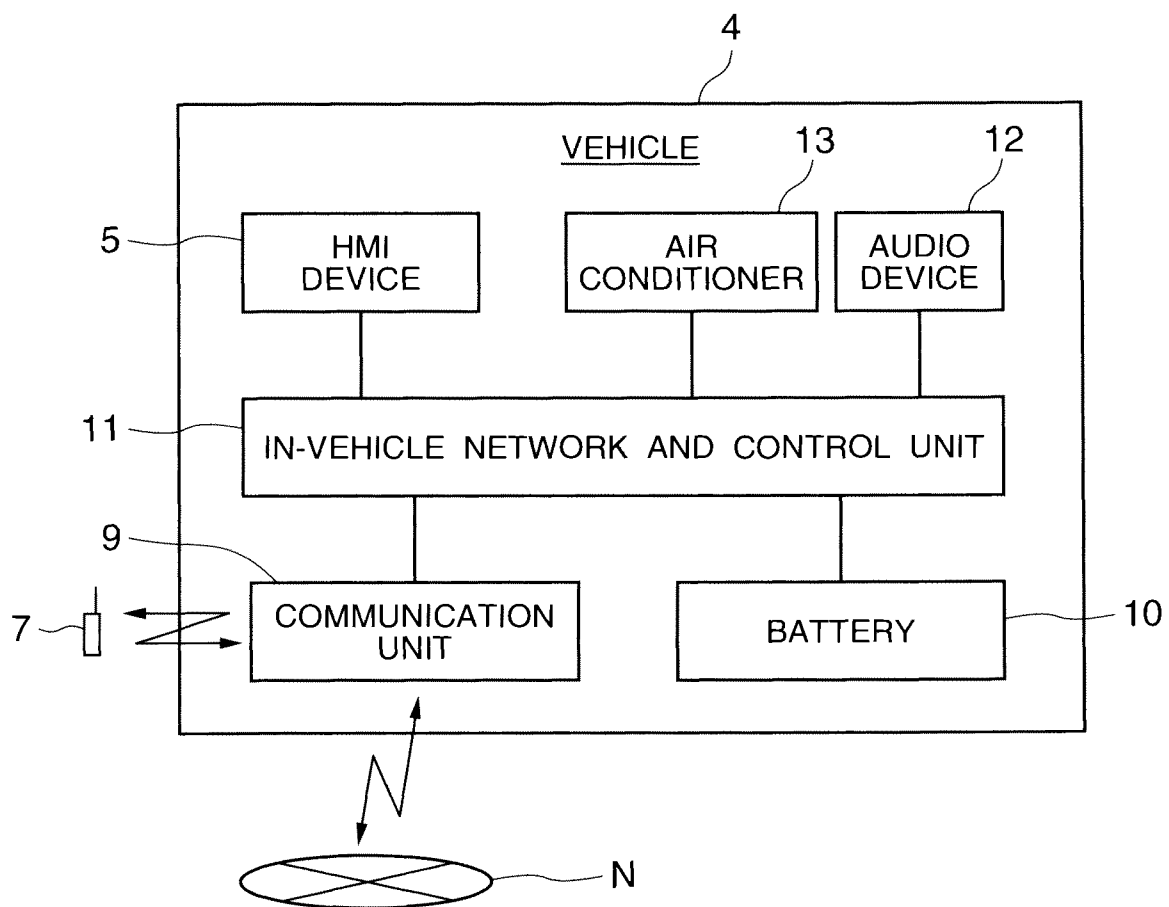 4
VEHICLE
13
12
5
HMI
DEVICE
AIR
CONDITIONER
AUDIO
DEVICE
11
IN-VEHICLE NETWORK AND CONTROL UNIT
9
7
COMMUNICATION
UNIT
BATTERY
10
N